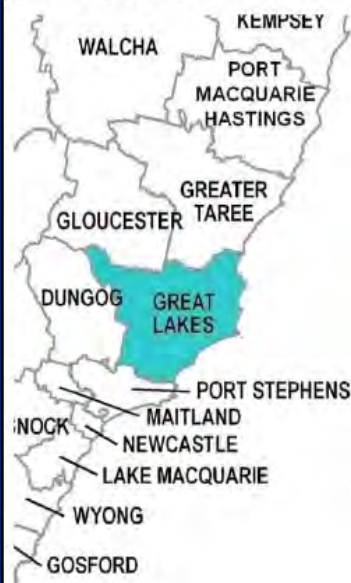 KEMPSEY
WALCHA
PORT
MACQUARIE
HASTINGS
GREATER
TAREE
GLOUCESTER
DUNGOG
GREAT
LAKES
PORT STEPHENS
MAITLAND
SNOCK
NEWCASTLE
LAKE MACQUARIE
WYONG
GOSFORD